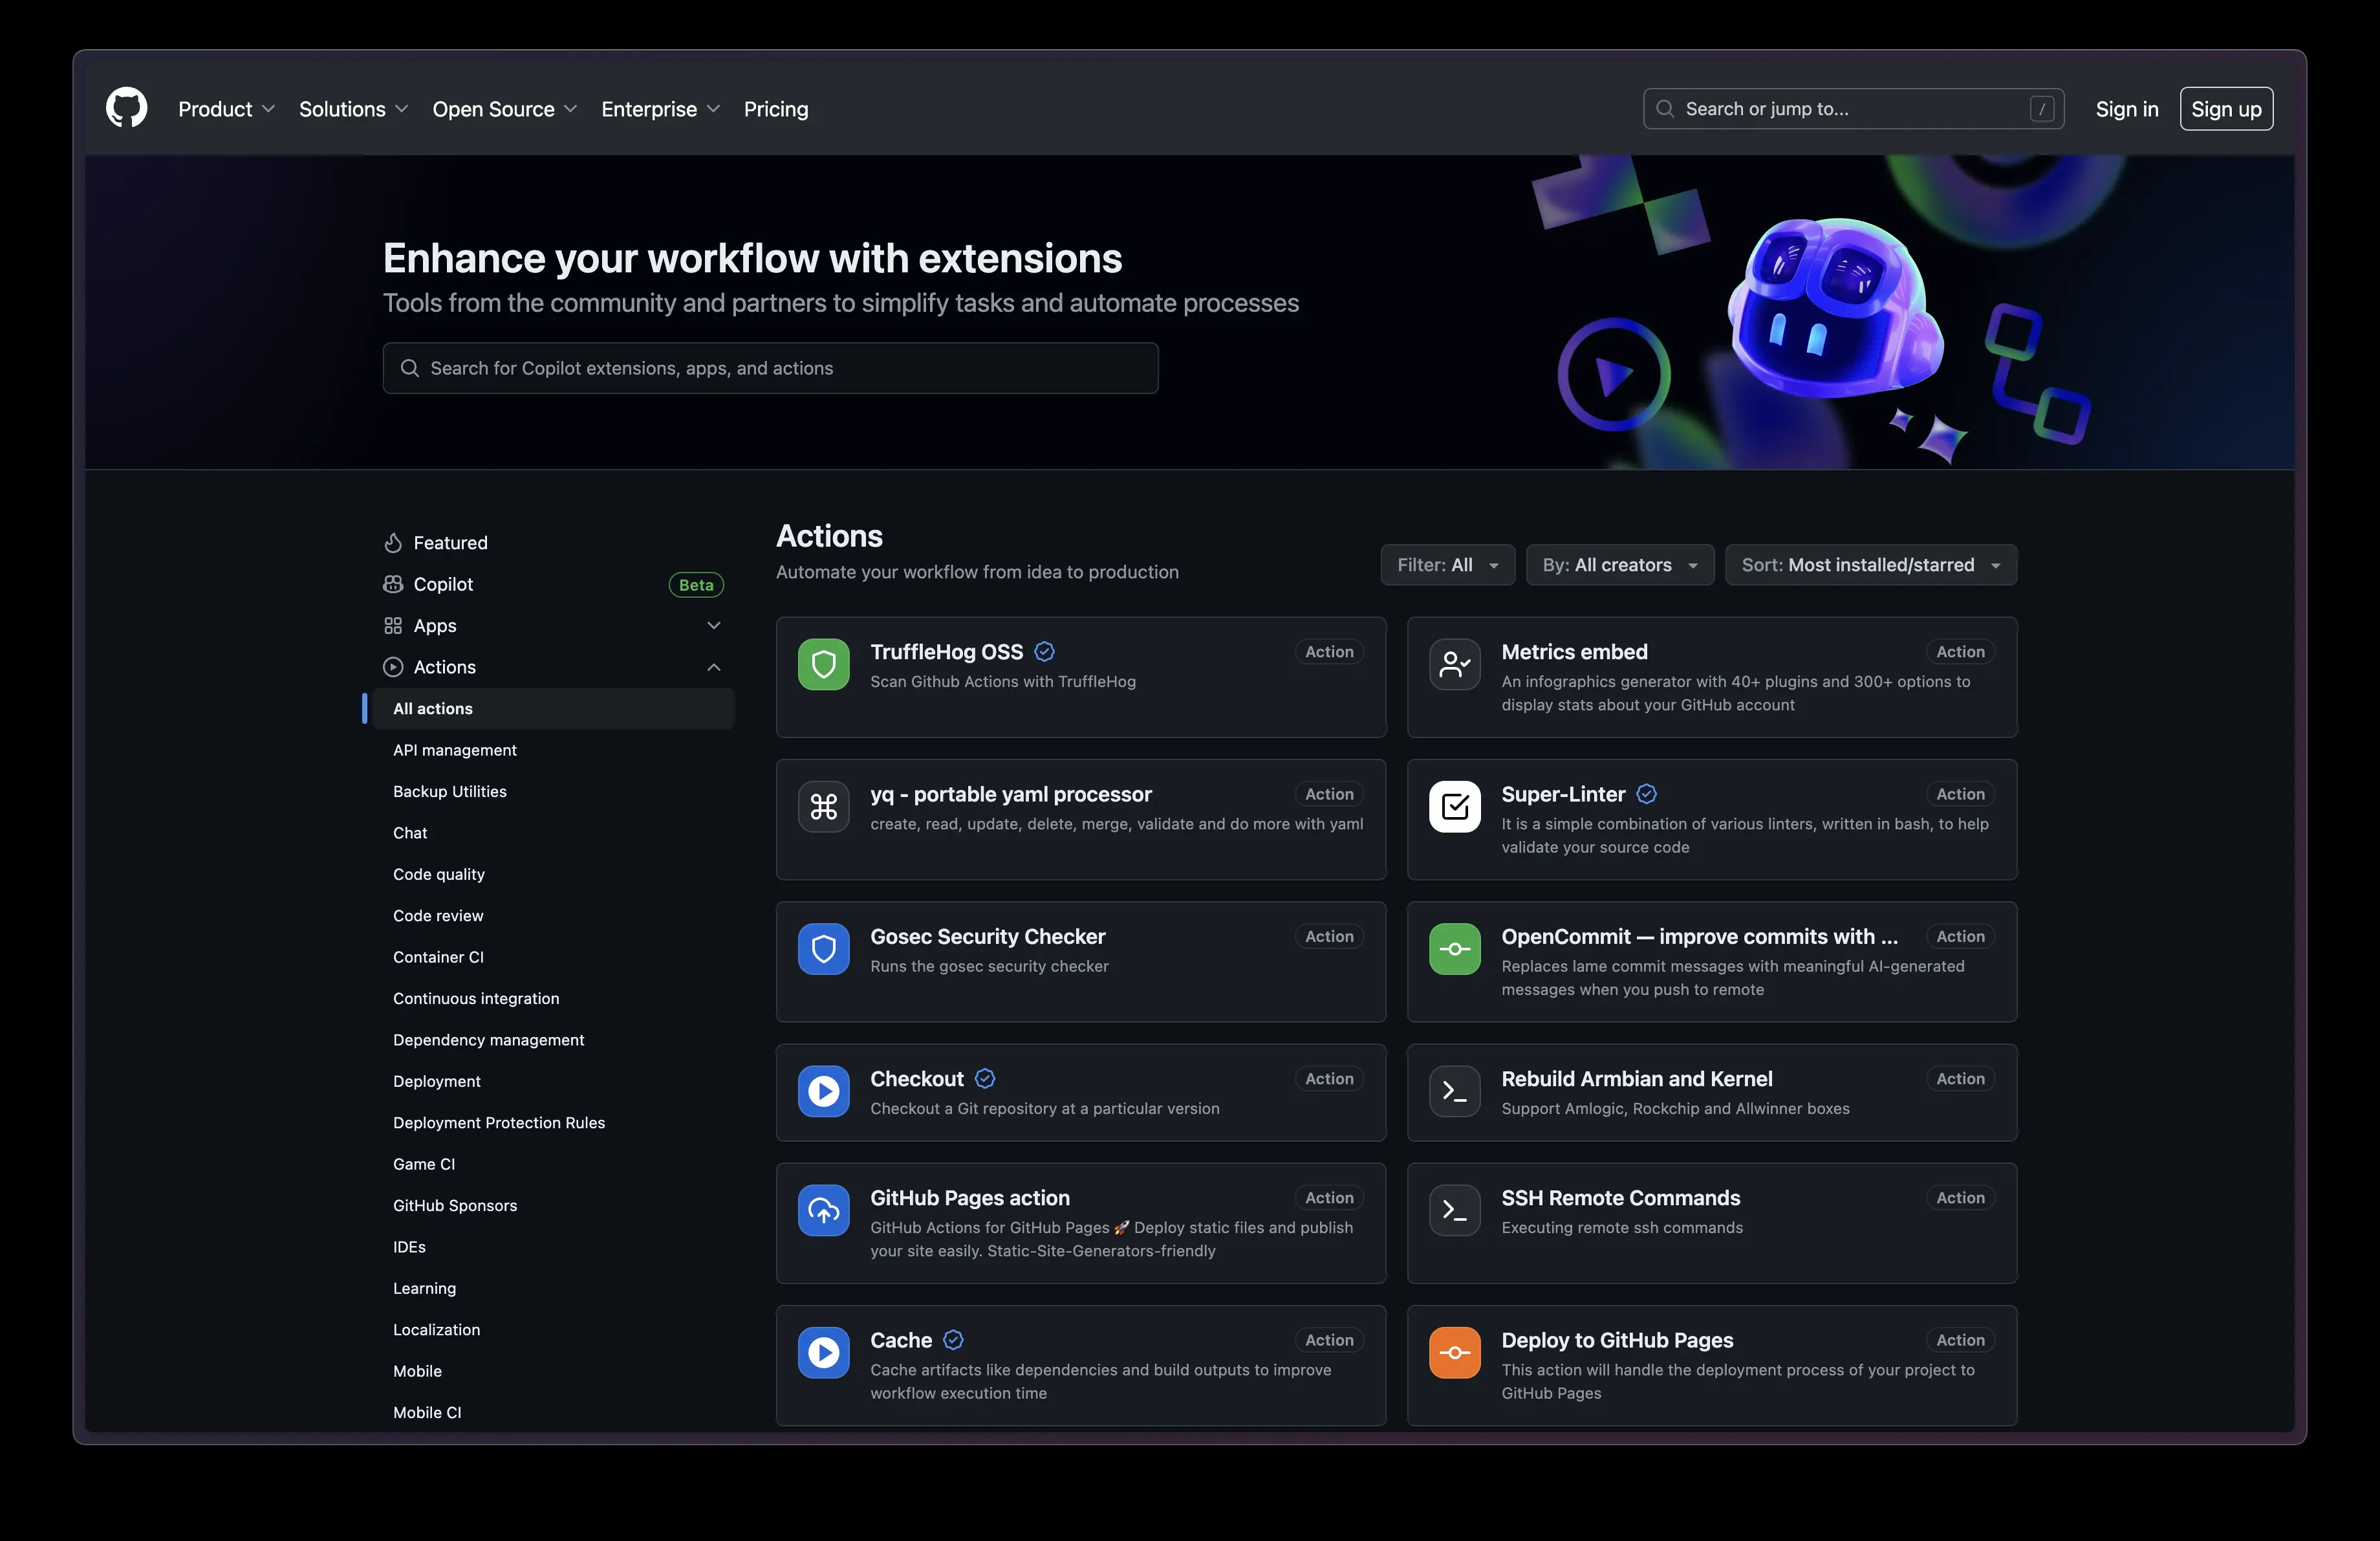 Product
Solutions
Open Source
Enterprise
Pricing
Search or jump to...
/
Sign in
Sign up
Enhance your workflow with extensions
Tools from the community and partners to simplify tasks and automate processes
Search for Copilot extensions, apps, and actions
Featured
Copilot
Beta
Apps
Actions
All actions
API management
Backup Utilities
Chat
Code quality
Code review
Container CI
Continuous integration
Dependency management
Deployment
Deployment Protection Rules
Game CI
GitHub Sponsors
IDEs
Learning
Localization
Mobile
Mobile CI
Actions
Automate your workflow from idea to production
Filter: All
By: All creators
Sort: Most installed/starred
TruffleHog OSS
Action
Scan Github Actions with TruffleHog
Metrics embed
Action
An infographics generator with 40+ plugins and 300+ options to
display stats about your GitHub account
yq - portable yaml processor
Action
create, read, update, delete, merge, validate and do more with yaml
Super-Linter
Action
It is a simple combination of various linters, written in bash, to help
validate your source code
Gosec Security Checker
Action
Runs the gosec security checker
OpenCommit — improve commits with ...
Action
Replaces lame commit messages with meaningful AI-generated
messages when you push to remote
Checkout
Action
Checkout a Git repository at a particular version
Rebuild Armbian and Kernel
Action
Support Amlogic, Rockchip and Allwinner boxes
GitHub Pages action
Action
GitHub Actions for GitHub Pages 🚀 Deploy static files and publish
your site easily. Static-Site-Generators-friendly
SSH Remote Commands
Action
Executing remote ssh commands
Cache
Action
Cache artifacts like dependencies and build outputs to improve
workflow execution time
Deploy to GitHub Pages
Action
This action will handle the deployment process of your project to
GitHub Pages